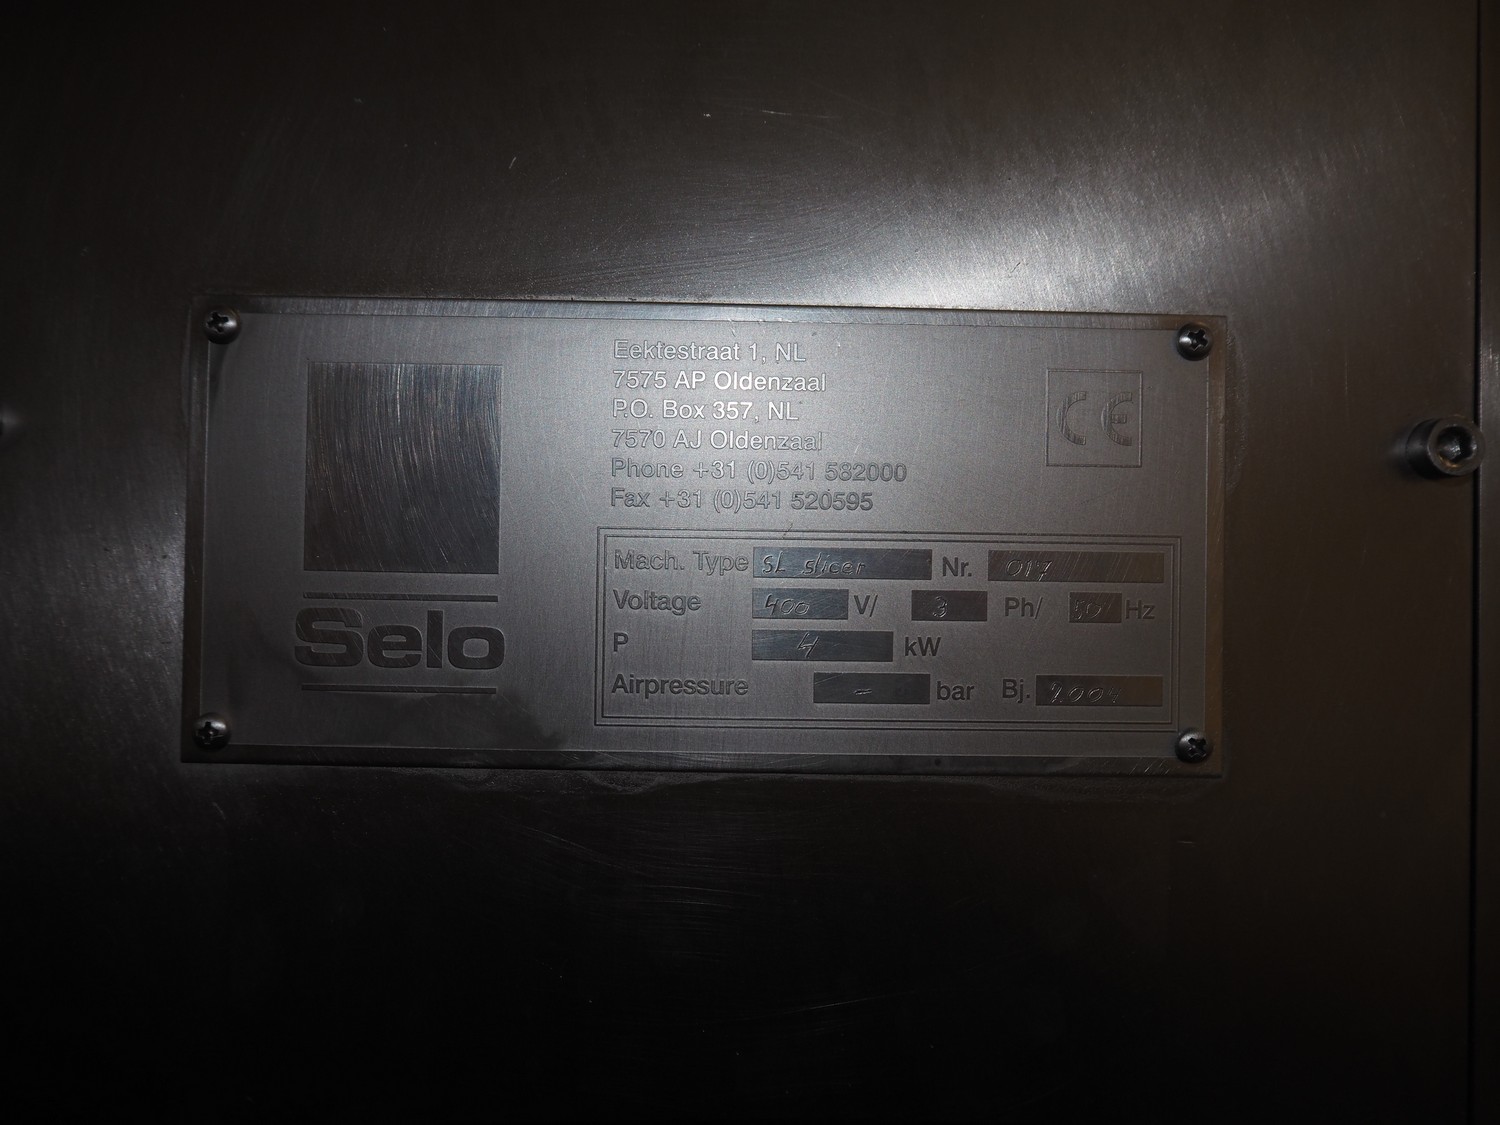 Eektestraat 1, NL
7575 AP Oldenzaal
P.O. Box 357, NL
7570 AJ Oldenzaal
Phone +31 (0)541 582000
Fax +31 (0)541 520595
CE
Selo
Mach. Type SL slicer Nr. 017
Voltage 400 V/ 3 Ph/ 50 Hz
P 4 kW
Airpressure - bar Bj. 2004